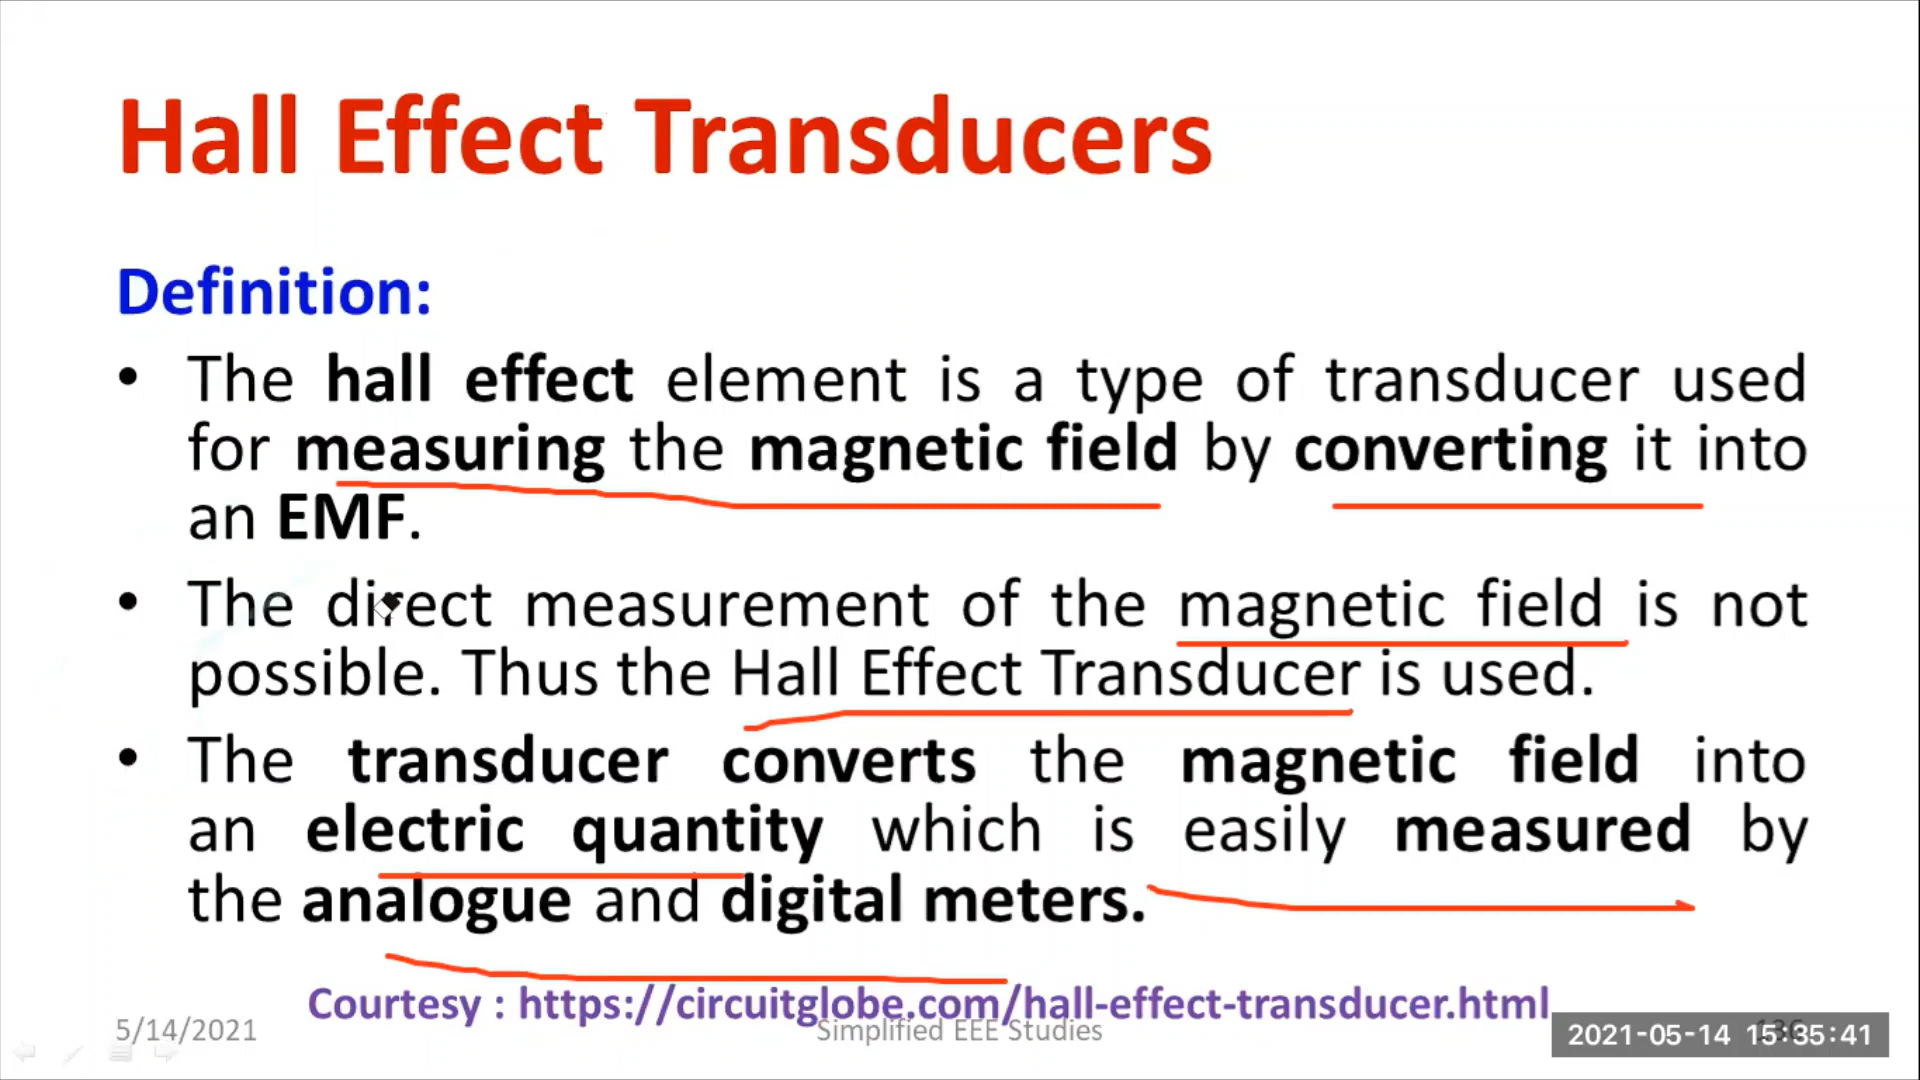 Hall Effect Transducers
Definition:
• The hall effect element is a type of transducer used
for measuring the magnetic field by converting it into
an EMF.
• The direct measurement of the magnetic field is not
possible. Thus the Hall Effect Transducer is used.
• The transducer converts the magnetic field into
an electric quantity which is easily measured by
the analogue and digital meters.
Courtesy : https://circuitglobe.com/hall-effect-transducer.html
5/14/2021
Simplified EEE Studies
2021-05-14 15:35:41